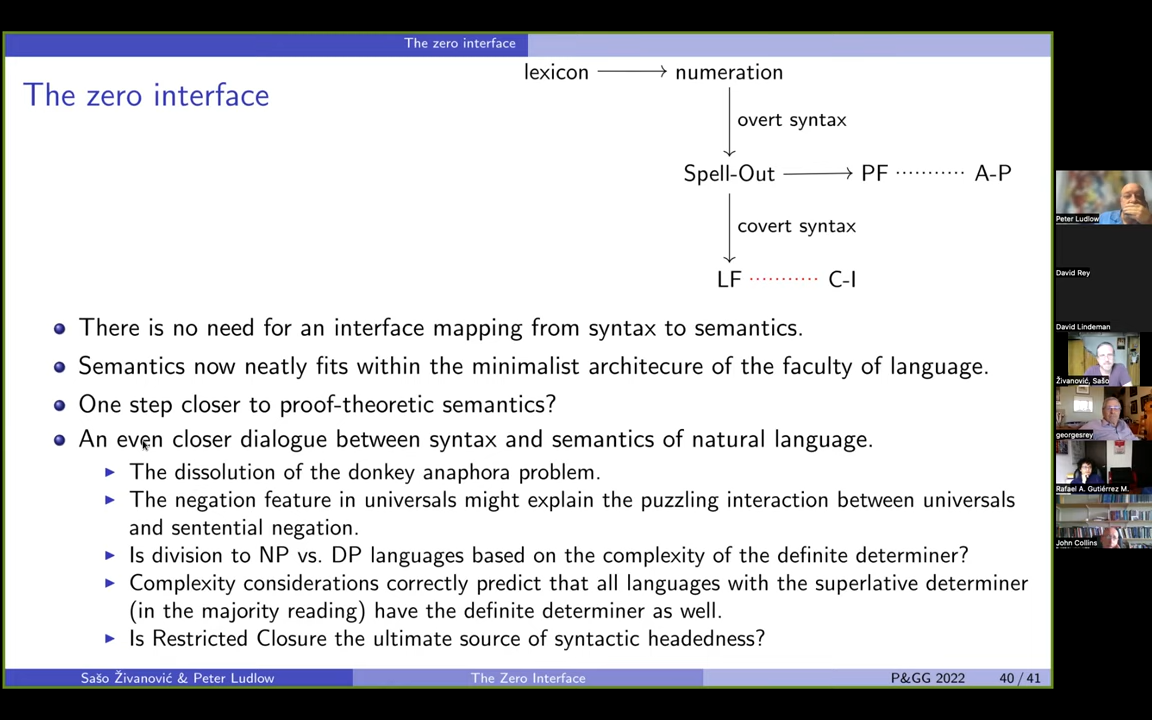 The zero interface
The zero interface
lexicon numeration
overt syntax
Spell-Out PF A-P
covert syntax
LF C-I
There is no need for an interface mapping from syntax to semantics.
Semantics now neatly fits within the minimalist architecure of the faculty of language.
One step closer to proof-theoretic semantics?
An even closer dialogue between syntax and semantics of natural language.
The dissolution of the donkey anaphora problem.
The negation feature in universals might explain the puzzling interaction between universals
and sentential negation.
Is division to NP vs. DP languages based on the complexity of the definite determiner?
Complexity considerations correctly predict that all languages with the superlative determiner
(in the majority reading) have the definite determiner as well.
Is Restricted Closure the ultimate source of syntactic headedness?
Sašo Živanović & Peter Ludlow The Zero Interface P&GG 2022 40 / 41
Peter Ludlow
David Rey
David Lindeman
Živanović, Sašo
georgesrey
Rafael A. Gutiérrez M.
John Collins